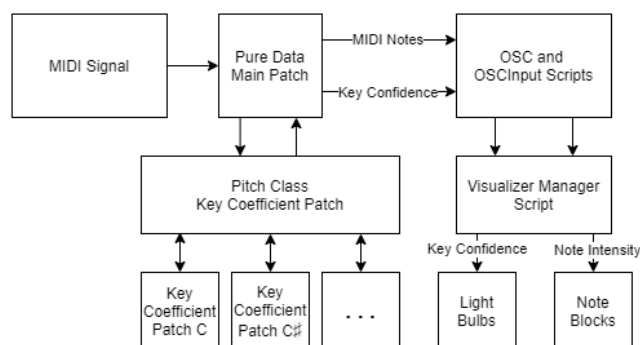 MIDI Signal
Pure Data
Main Patch
MIDI Notes
Key Confidence
OSC and
OSCInput Scripts
Pitch Class
Key Coefficient Patch
Visualizer Manager
Script
Key Confidence
Note Intensity
Key
Coefficient
Patch C
Key
Coefficient
Patch C♯
. . .
Light
Bulbs
Note
Blocks